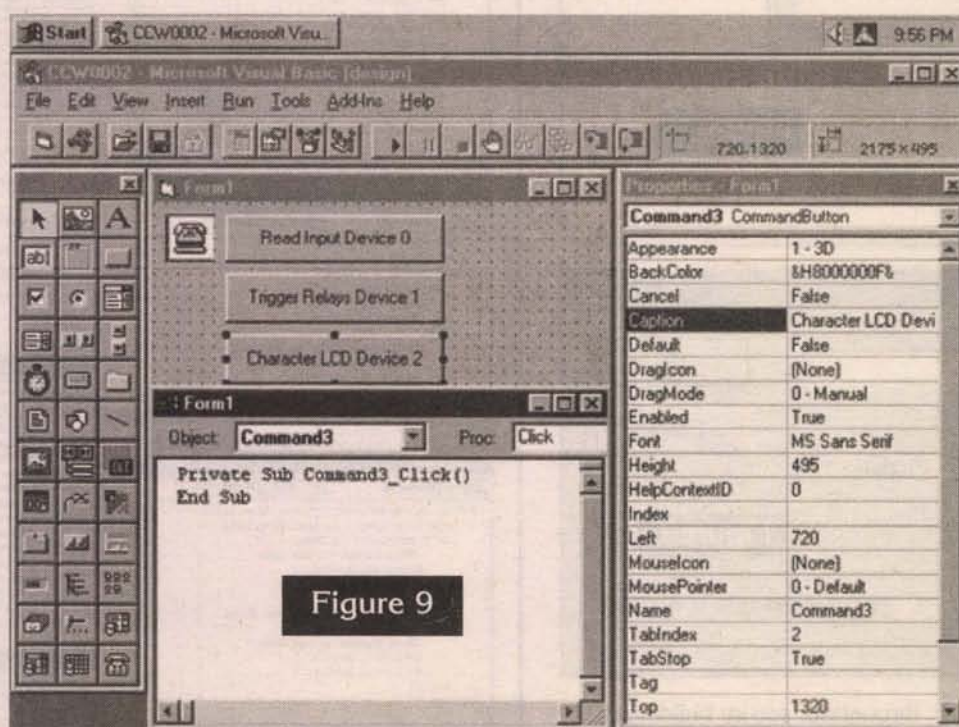 Start CCW0002 - Microsoft Visu.. 9:56 PM
CCW0002 - Microsoft Visual Basic [design]
File Edit View Insert Run Tools Add-Ins Help
720,1320 2175 × 495
Form1
Read Input Device 0
Trigger Relays Device 1
Character LCD Device 2
Form1
Object: Command3 Proc: Click
Private Sub Command3_Click()
End Sub
Figure 9
Properties - Form1
Command3 CommandButton
Appearance 1 - 3D
BackColor &H8000000F&
Cancel False
Caption Character LCD Devi
Default False
DragIcon (None)
DragMode 0 - Manual
Enabled True
Font MS Sans Serif
Height 495
HelpContextID 0
Index
Left 720
MouseIcon (None)
MousePointer 0 - Default
Name Command3
TabIndex 2
TabStop True
Tag
Top 1320
A
ab|